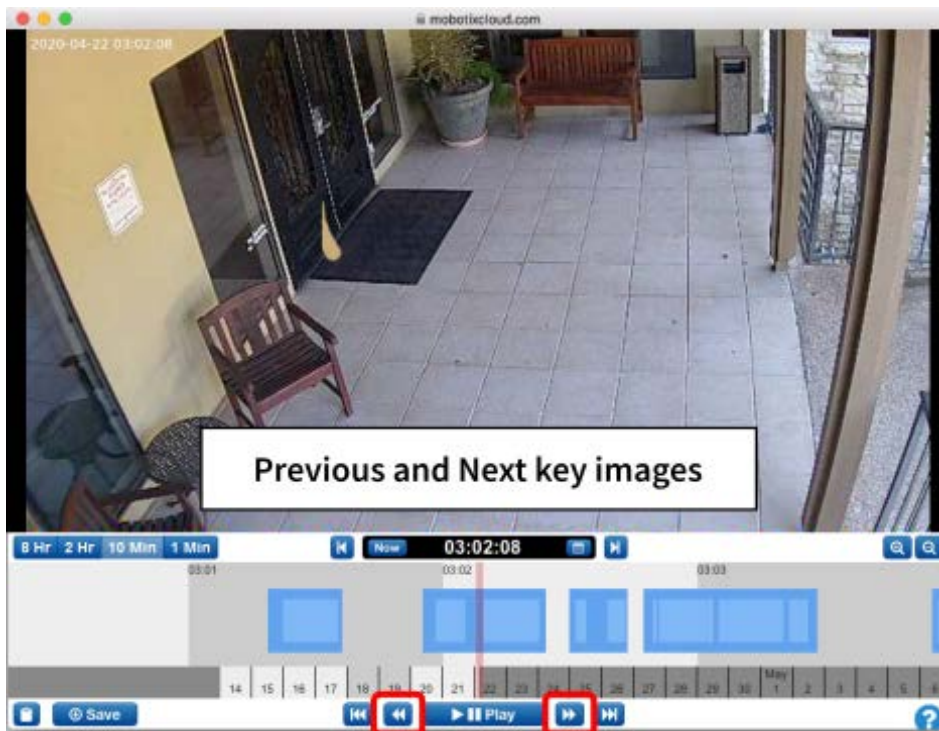 mobotixcloud.com
2020-04-22 03:02:08
Previous and Next key images
8 Hr 2 Hr 10 Min 1 Min
Now 03:02:08
03:01 03:02 03:03
May
14 15 16 17 18 19 20 21 22 23 24 25 26 27 28 29 30 1 2 3 4 5 6
Save
Play
?